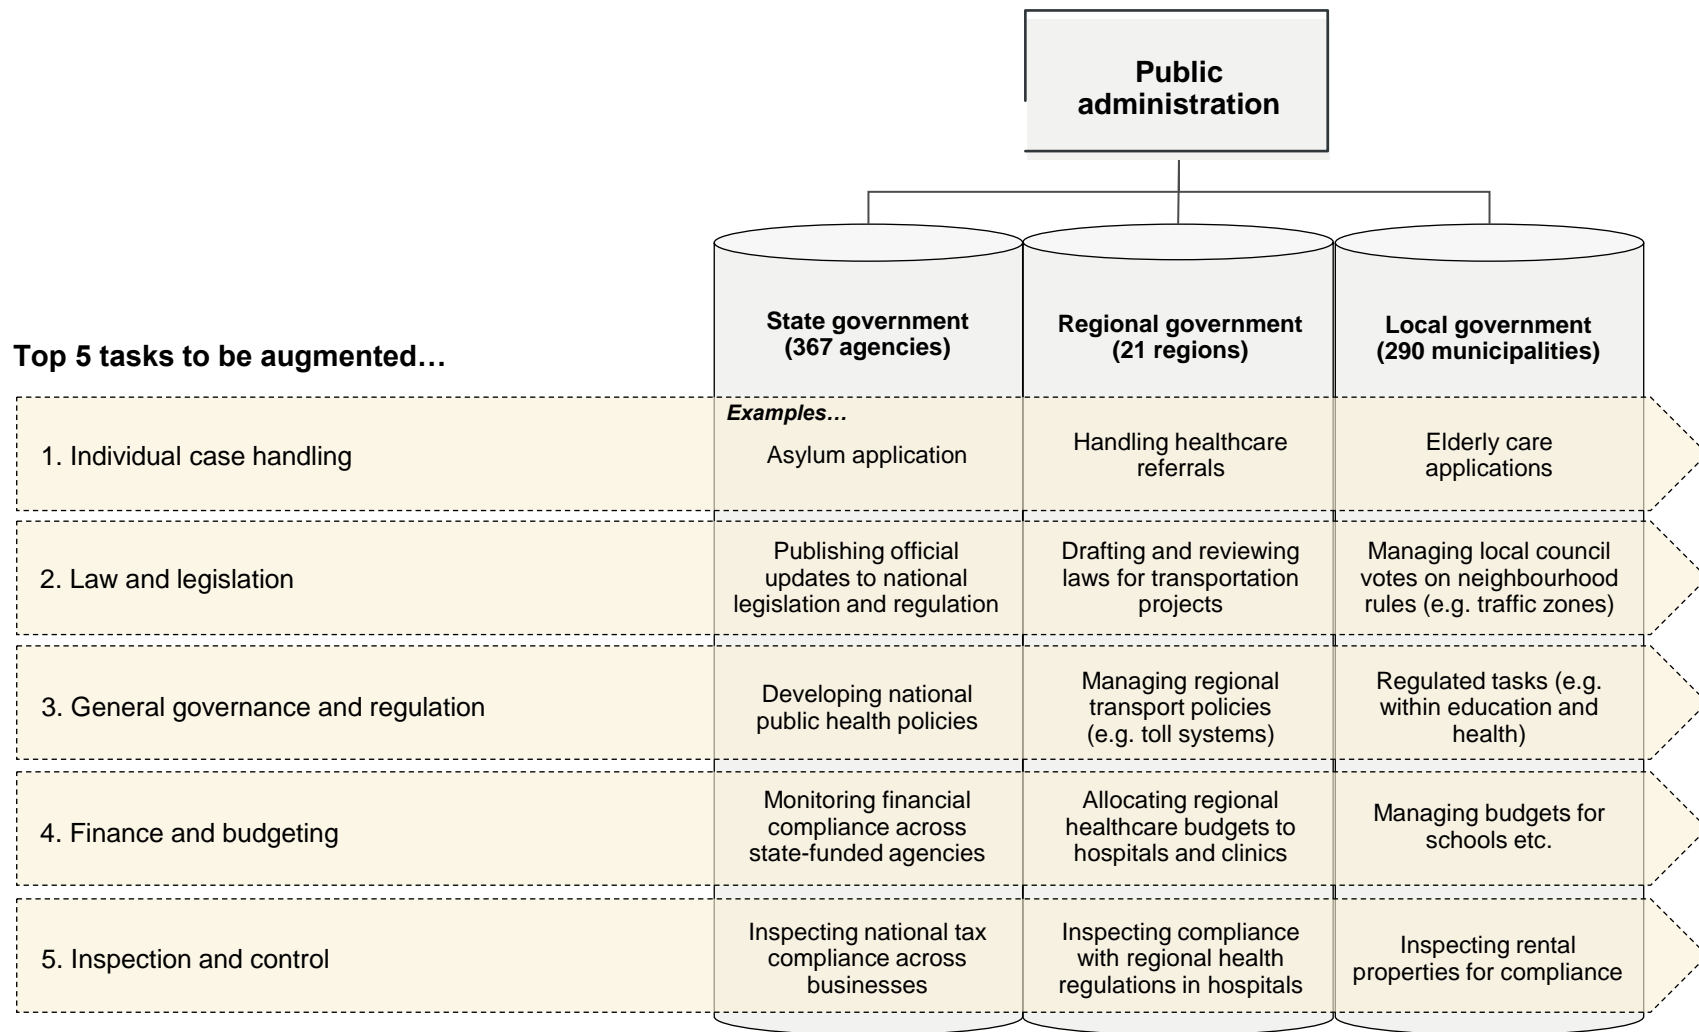 Public
administration
State government
(367 agencies)
Regional government
(21 regions)
Local government
(290 municipalities)
Top 5 tasks to be augmented…
Examples…
1. Individual case handling
Asylum application
Handling healthcare
referrals
Elderly care
applications
2. Law and legislation
Publishing official
updates to national
legislation and regulation
Drafting and reviewing
laws for transportation
projects
Managing local council
votes on neighbourhood
rules (e.g. traffic zones)
3. General governance and regulation
Developing national
public health policies
Managing regional
transport policies
(e.g. toll systems)
Regulated tasks (e.g.
within education and
health)
4. Finance and budgeting
Monitoring financial
compliance across
state-funded agencies
Allocating regional
healthcare budgets to
hospitals and clinics
Managing budgets for
schools etc.
5. Inspection and control
Inspecting national tax
compliance across
businesses
Inspecting compliance
with regional health
regulations in hospitals
Inspecting rental
properties for compliance